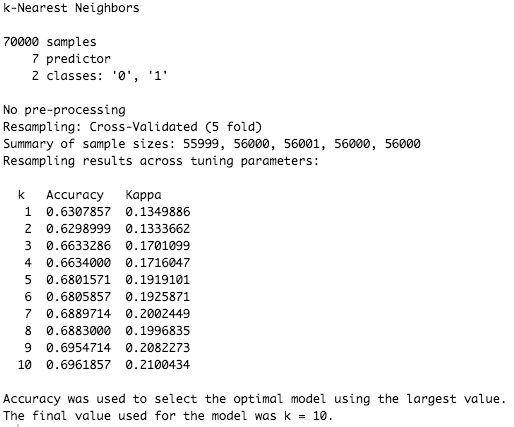 k-Nearest Neighbors
70000 samples
7 predictor
2 classes: '0', '1'
No pre-processing
Resampling: Cross-Validated (5 fold)
Summary of sample sizes: 55999, 56000, 56001, 56000, 56000
Resampling results across tuning parameters:
k Accuracy Kappa
1 0.6307857 0.1349886
2 0.6298999 0.1333662
3 0.6633286 0.1701099
4 0.6634000 0.1716047
5 0.6801571 0.1919101
6 0.6805857 0.1925871
7 0.6889714 0.2002449
8 0.6883000 0.1996835
9 0.6954714 0.2082273
10 0.6961857 0.2100434
Accuracy was used to select the optimal model using the largest value.
The final value used for the model was k = 10.